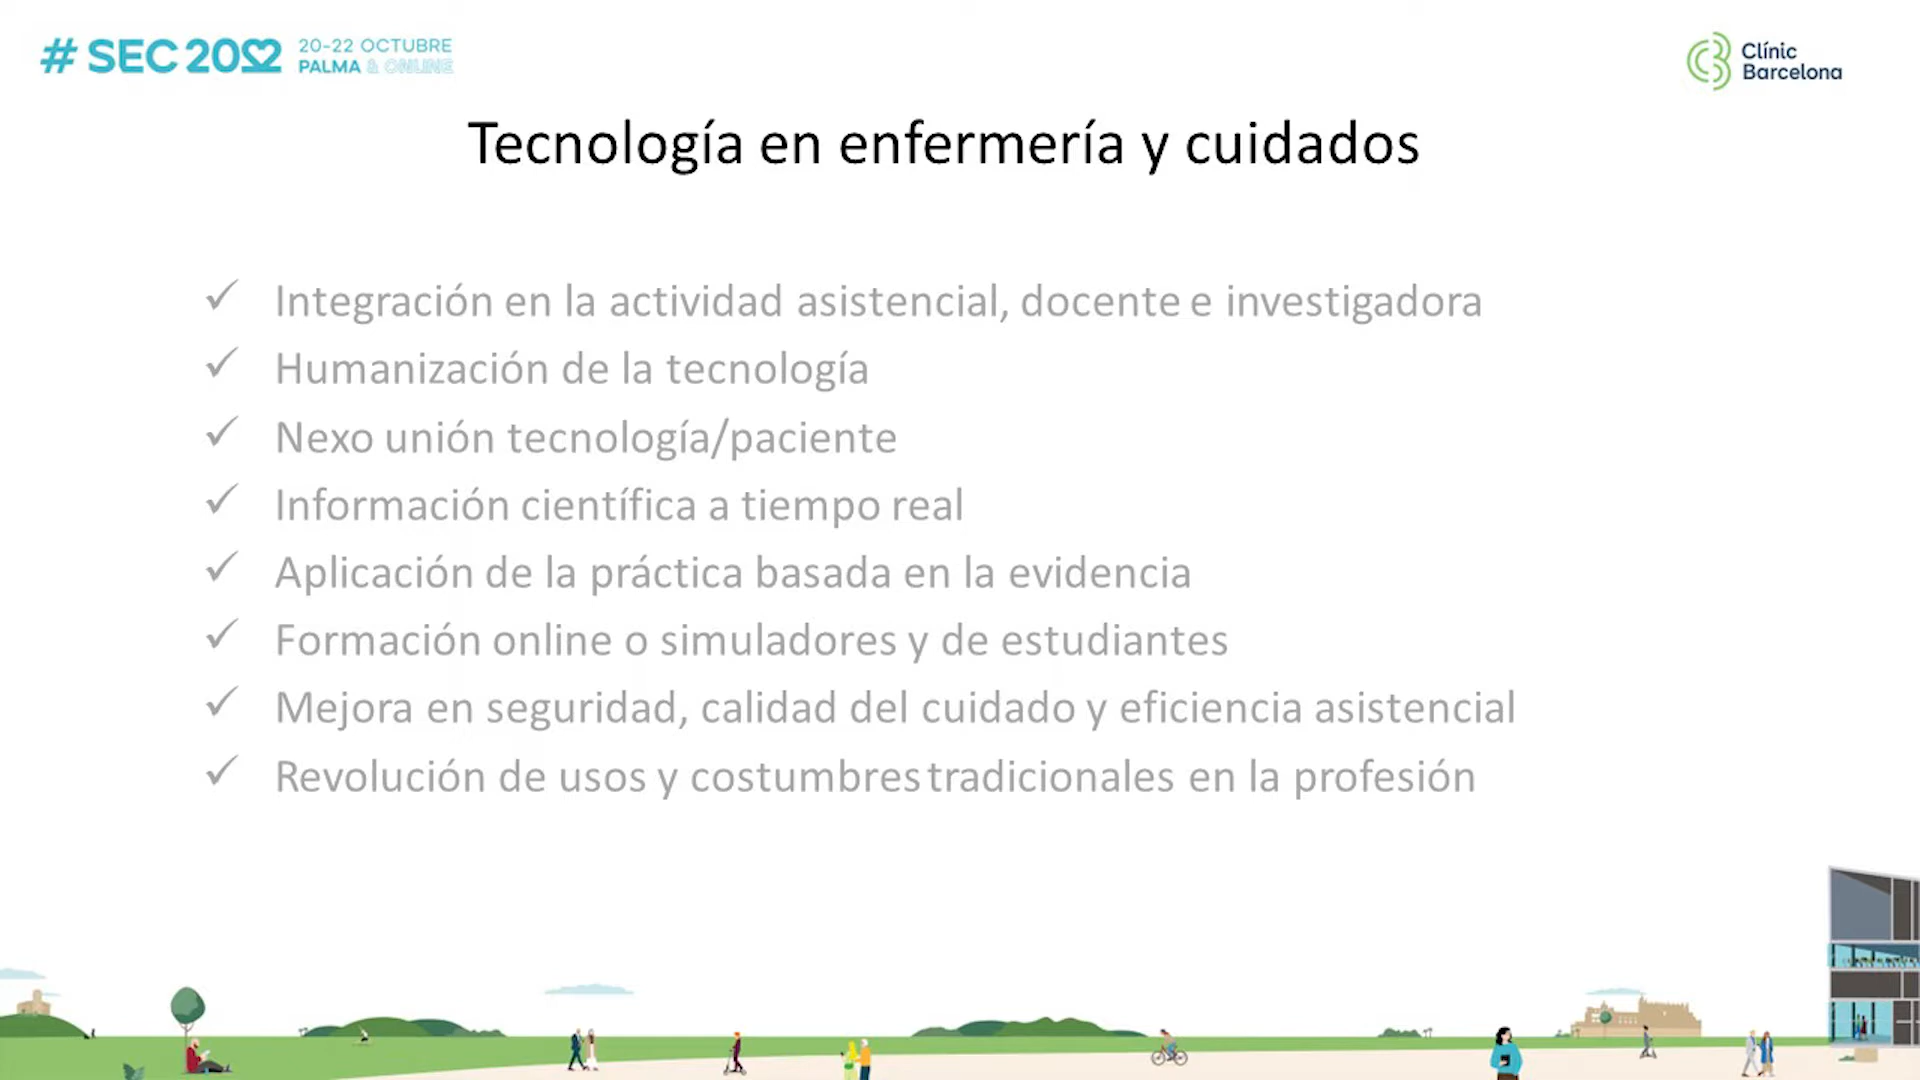 # SEC 2022
20-22 OCTUBRE
PALMA & ONLINE
Clínic
Barcelona
Tecnología en enfermería y cuidados
✓ Integración en la actividad asistencial, docente e investigadora
✓ Humanización de la tecnología
✓ Nexo unión tecnología/paciente
✓ Información científica a tiempo real
✓ Aplicación de la práctica basada en la evidencia
✓ Formación online o simuladores y de estudiantes
✓ Mejora en seguridad, calidad del cuidado y eficiencia asistencial
✓ Revolución de usos y costumbres tradicionales en la profesión